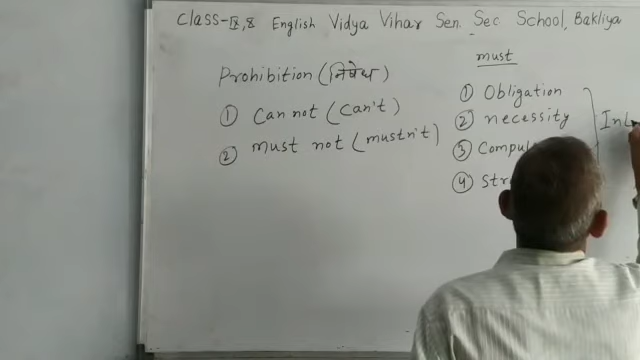 Class-IX,8 English Vidya Vihar Sen. Sec School, Bakliya
Prohibition (निषेध)
① Can not (Can't)
② must not (mustn't)
must
① Obligation
② necessity
③
④